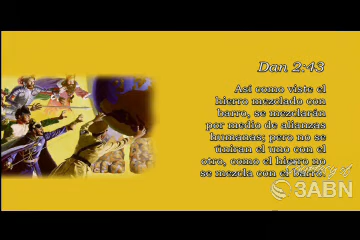 Dan 2:43
Así como viste el
hierro mezclado con
barro, se mezclarán
por medio de alianzas
humanas; pero no se
unirán el uno con el
otro, como el hierro no
se mezcla con el barro.
3ABN